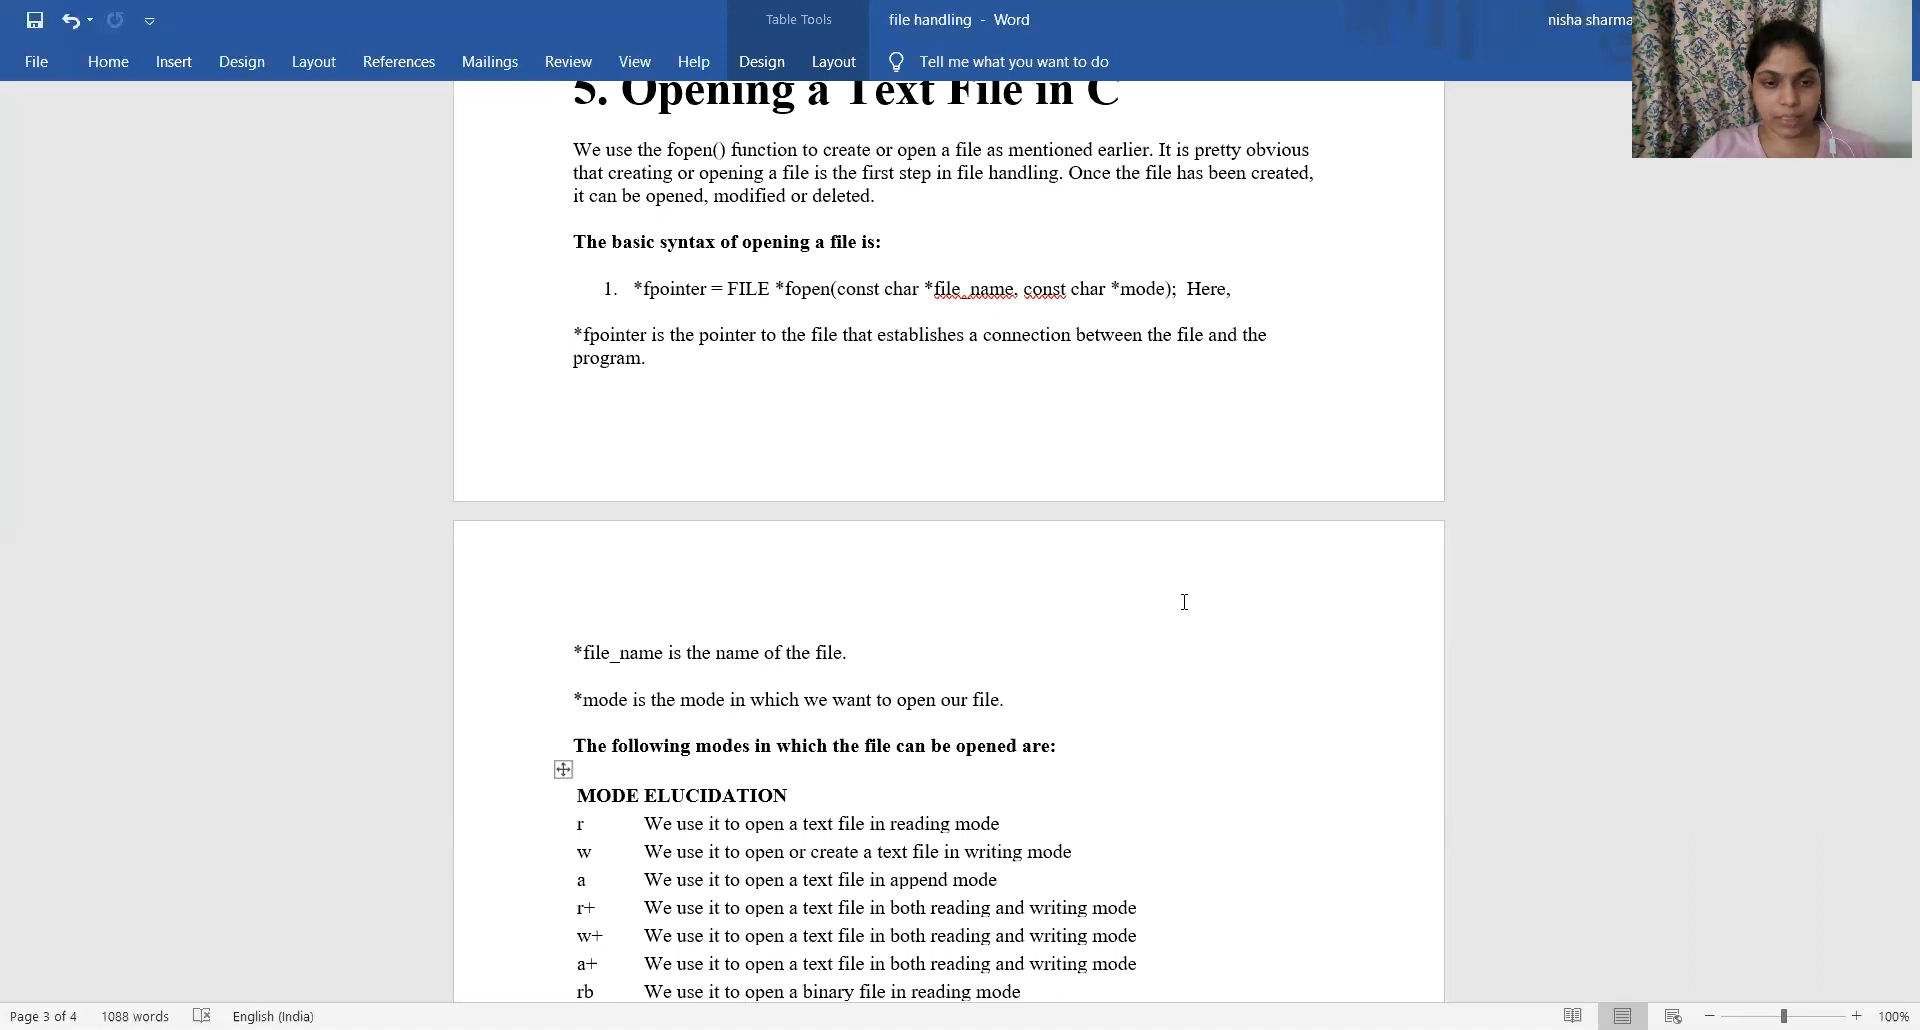 Table Tools
file handling - Word
nisha sharma
File Home Insert Design Layout References Mailings Review View Help Design Layout Tell me what you want to do
5. Opening a Text File in C
We use the fopen() function to create or open a file as mentioned earlier. It is pretty obvious
that creating or opening a file is the first step in file handling. Once the file has been created,
it can be opened, modified or deleted.
The basic syntax of opening a file is:
1. *fpointer = FILE *fopen(const char *file_name, const char *mode); Here,
*fpointer is the pointer to the file that establishes a connection between the file and the
program.
*file_name is the name of the file.
*mode is the mode in which we want to open our file.
The following modes in which the file can be opened are:
MODE ELUCIDATION
r We use it to open a text file in reading mode
w We use it to open or create a text file in writing mode
a We use it to open a text file in append mode
r+ We use it to open a text file in both reading and writing mode
w+ We use it to open a text file in both reading and writing mode
a+ We use it to open a text file in both reading and writing mode
rb We use it to open a binary file in reading mode
Page 3 of 4 1088 words English (India) 100%